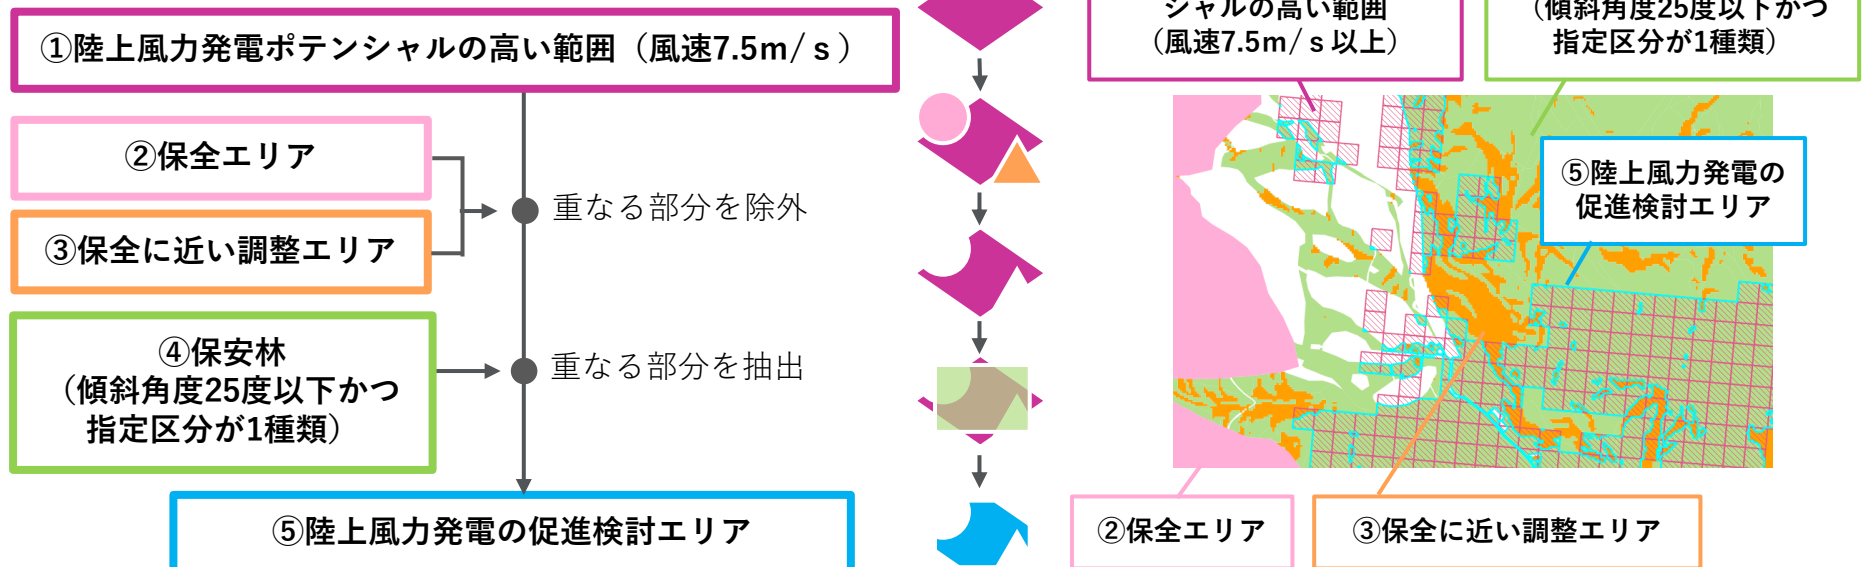 ①陸上風力発電ポテンシャルの高い範囲（風速7.5m/ｓ）
②保全エリア
③保全に近い調整エリア
重なる部分を除外
④保安林
（傾斜角度25度以下かつ
指定区分が1種類）
重なる部分を抽出
⑤陸上風力発電の促進検討エリア
シャルの高い範囲
（風速7.5m/ｓ以上）
（傾斜角度25度以下かつ
指定区分が1種類）
⑤陸上風力発電の
促進検討エリア
②保全エリア
③保全に近い調整エリア